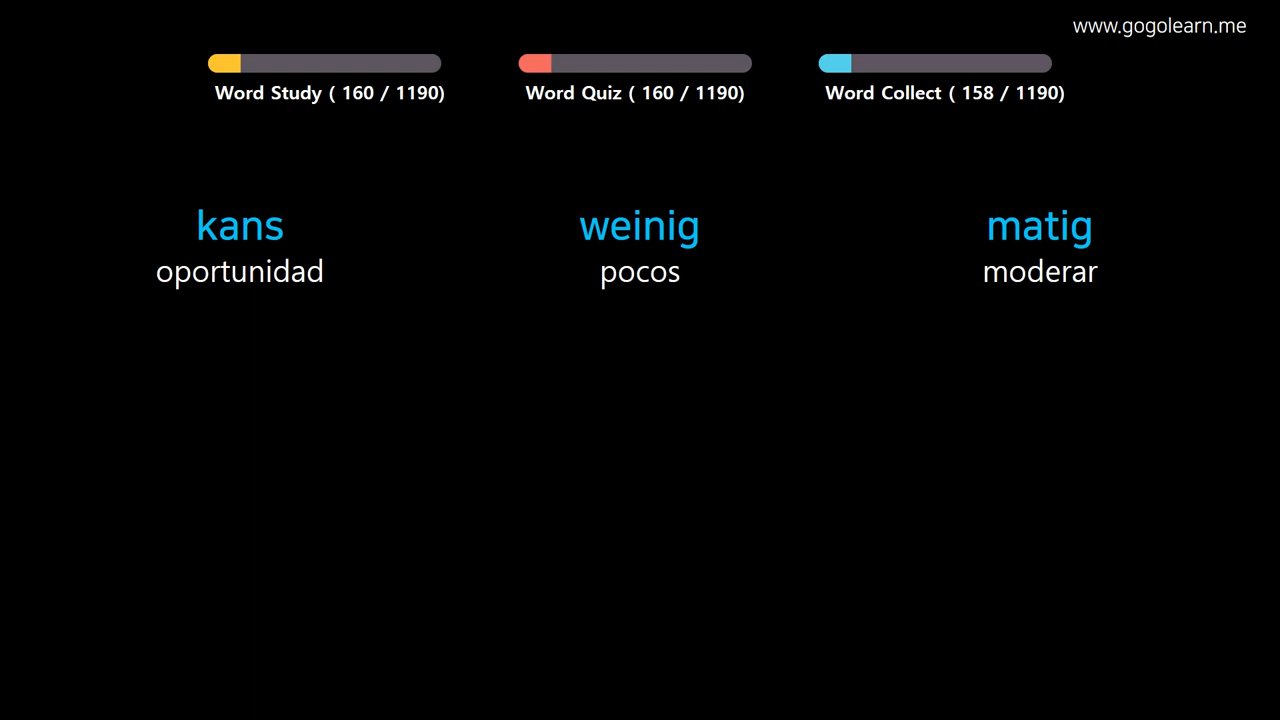 www.gogolearn.me
Word Study ( 160 / 1190)
Word Quiz ( 160 / 1190)
Word Collect ( 158 / 1190)
kans
oportunidad
weinig
pocos
matig
moderar